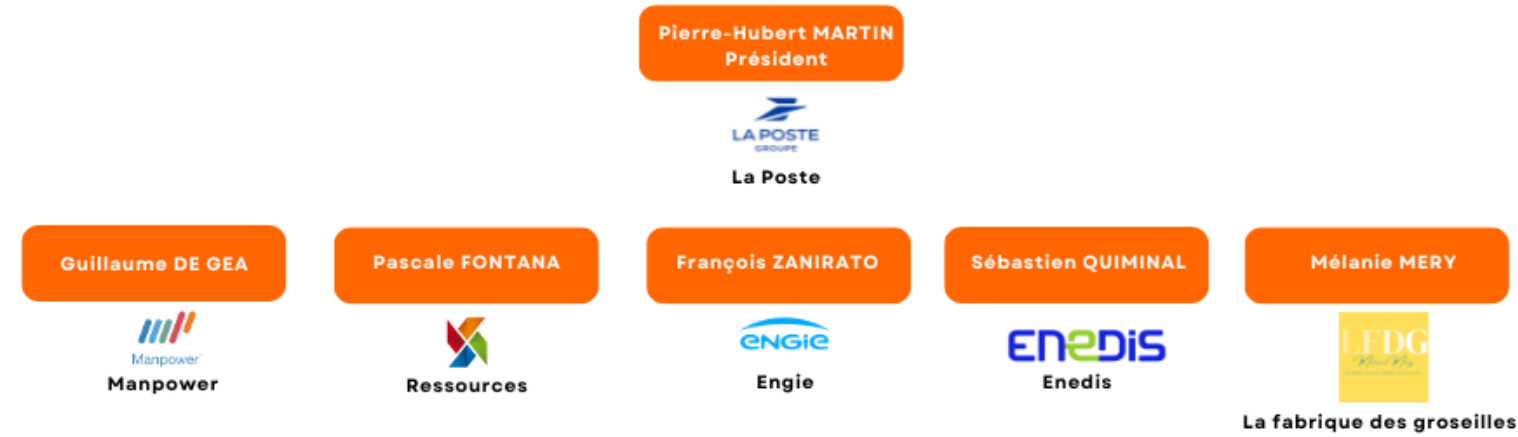 Pierre-Hubert MARTIN
Président
LA POSTE
GROUPE
La Poste
Guillaume DE GEA
Pascale FONTANA
François ZANIRATO
Sébastien QUIMINAL
Mélanie MERY
Manpower
Manpower
Ressources
ENGIE
Engie
ENEDIS
Enedis
LFDG
La fabrique des groseilles